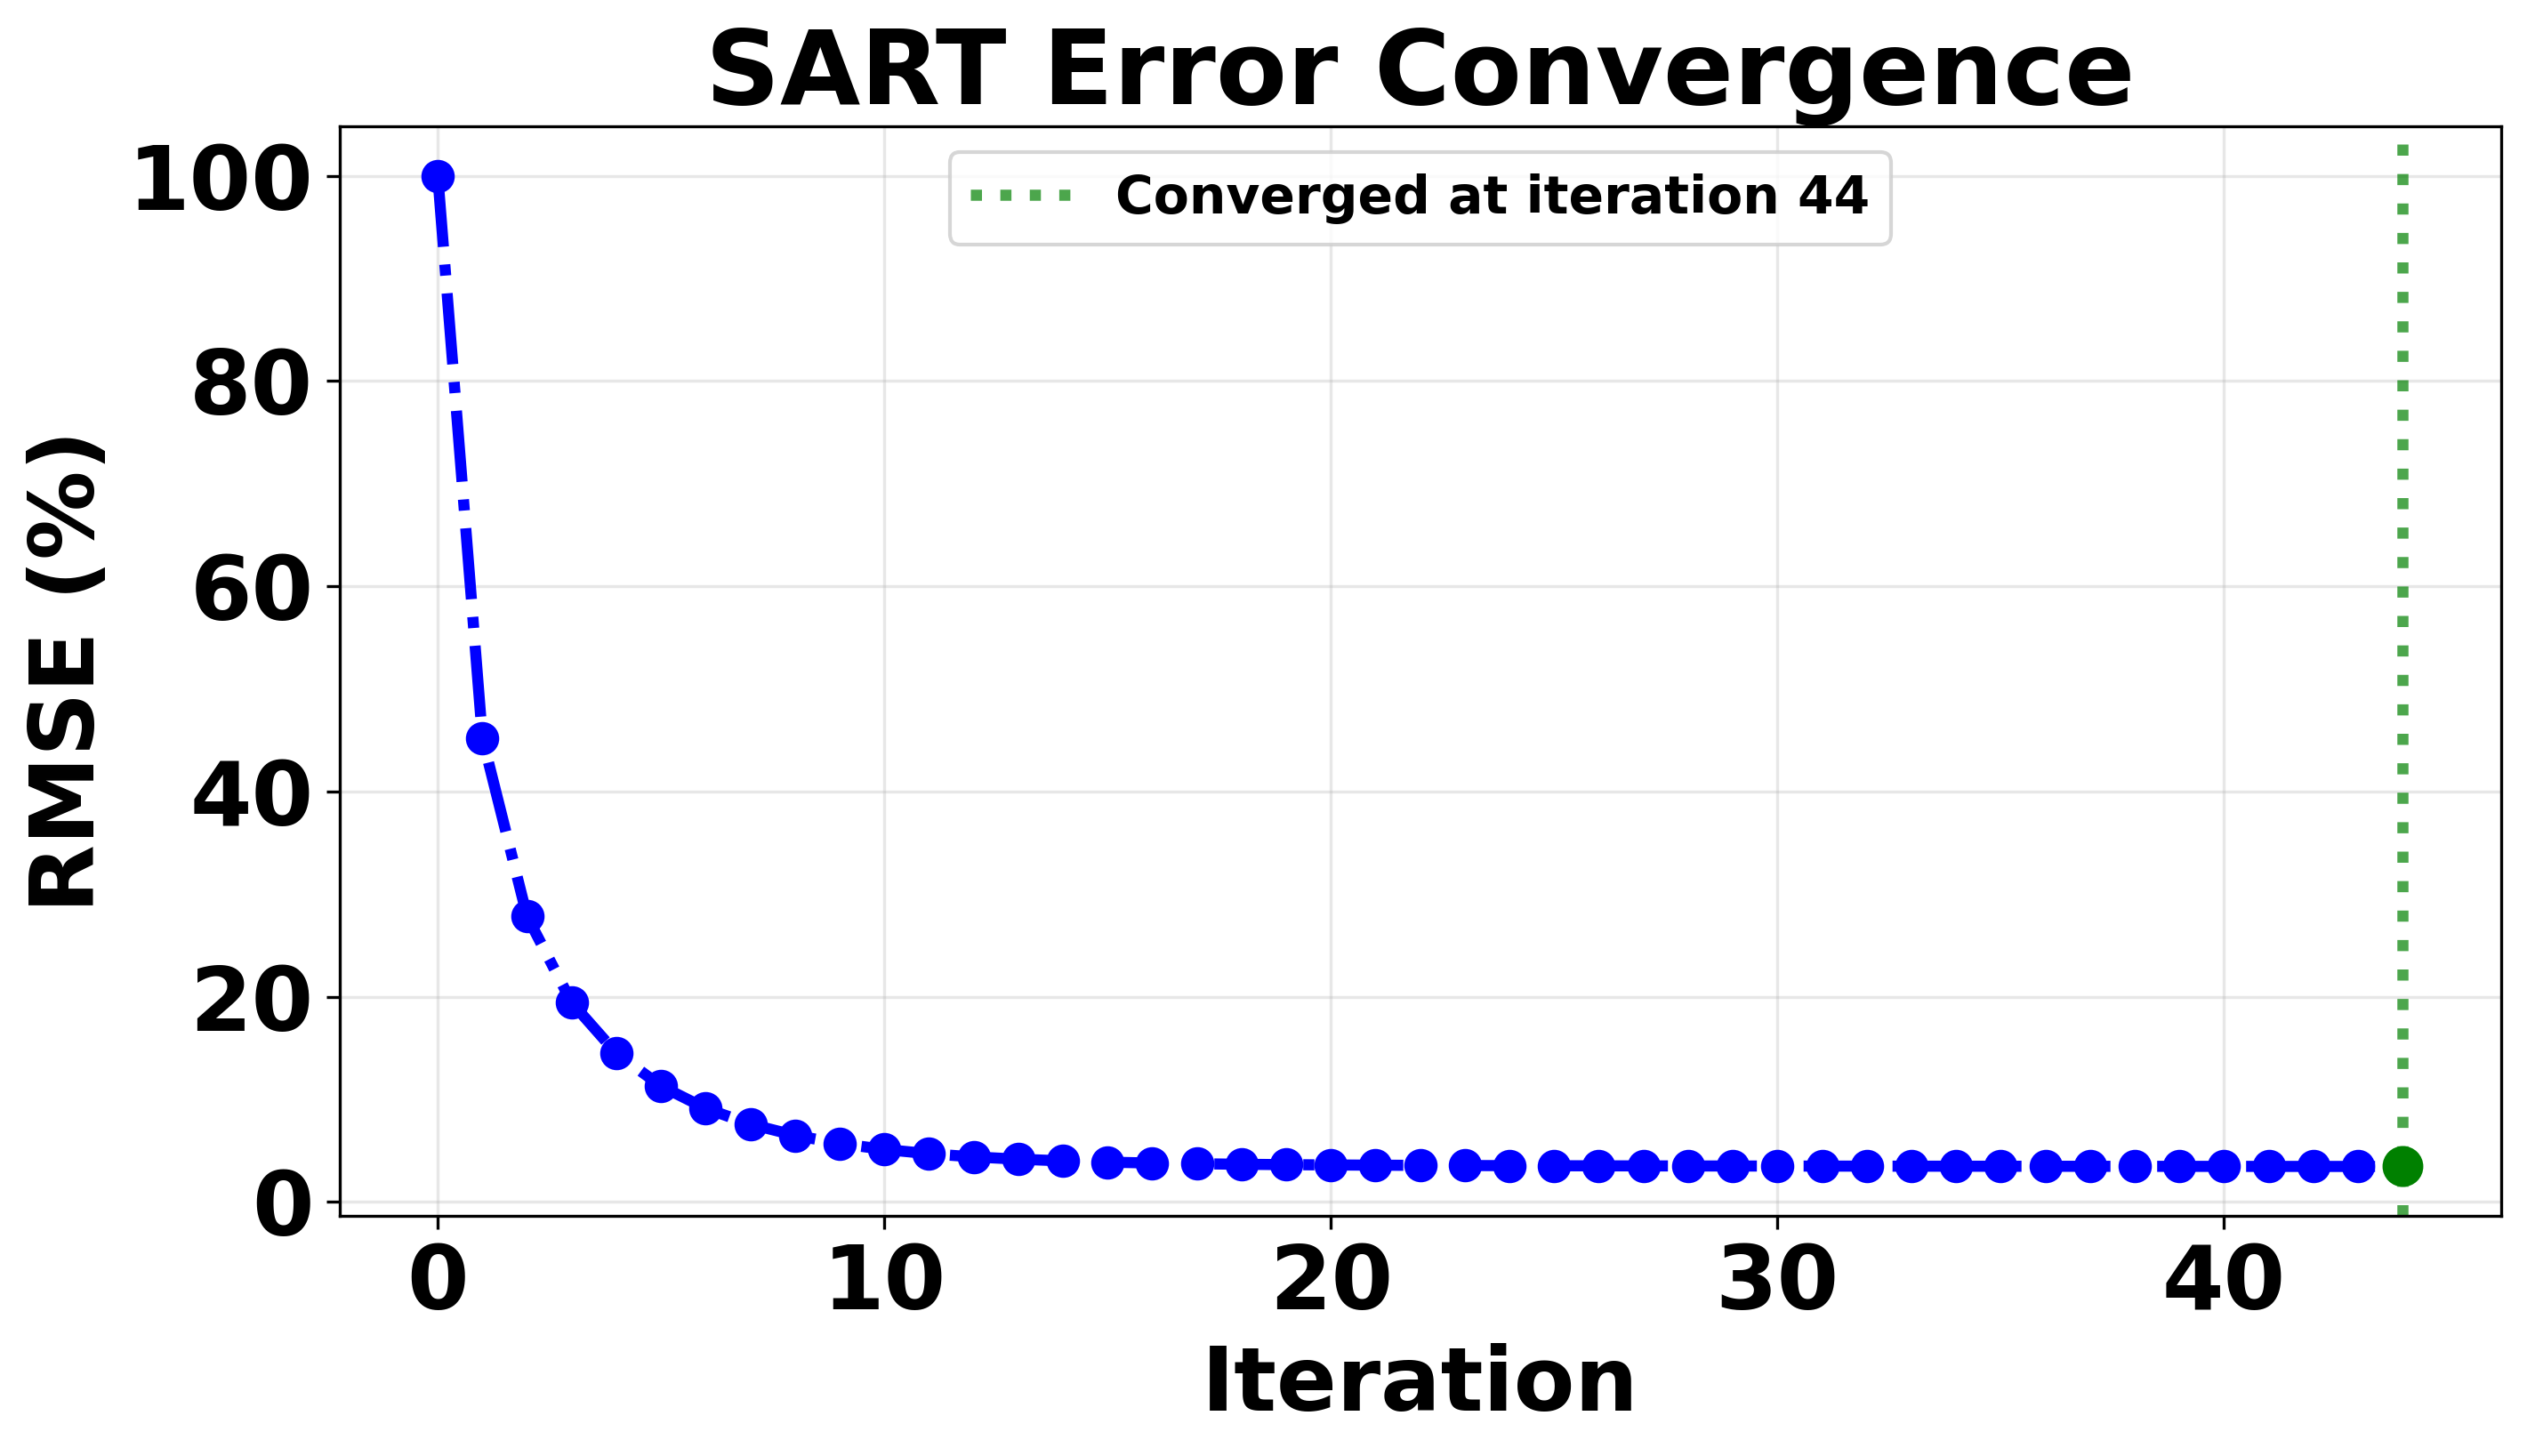 SART Error Convergence
Converged at iteration 44
RMSE (%)
100
80
60
40
20
0
0 10 20 30 40
Iteration